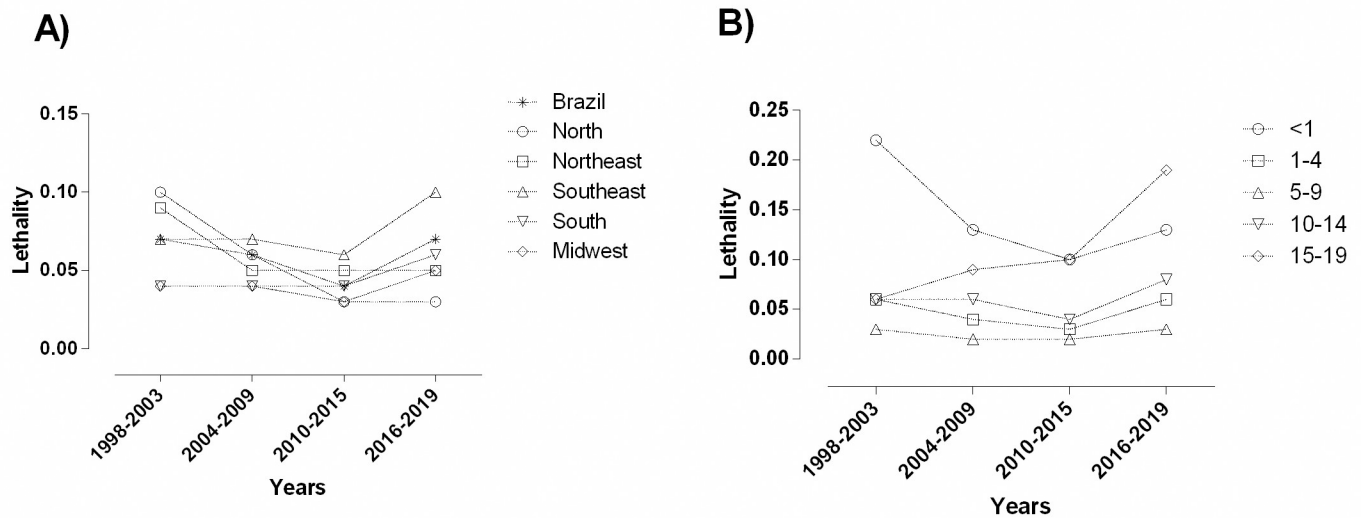 A)
Lethality
0.15
0.10
0.05
0.00
1998-2003
2004-2009
2010-2015
2016-2019
Years
Brazil
North
Northeast
Southeast
South
Midwest
B)
Lethality
0.25
0.20
0.15
0.10
0.05
0.00
1998-2003
2004-2009
2010-2015
2016-2019
Years
<1
1-4
5-9
10-14
15-19